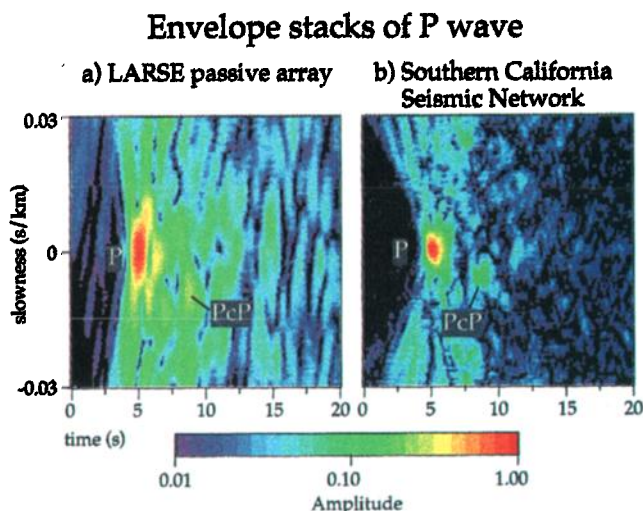 Envelope stacks of P wave
a) LARSE passive array
b) Southern California
Seismic Network
0.03
0
-0.03
slowness (s/km)
P
PcP
P
PcP
0 5 10 15 20
0 5 10 15 20
time (s)
0.01 0.10 1.00
Amplitude